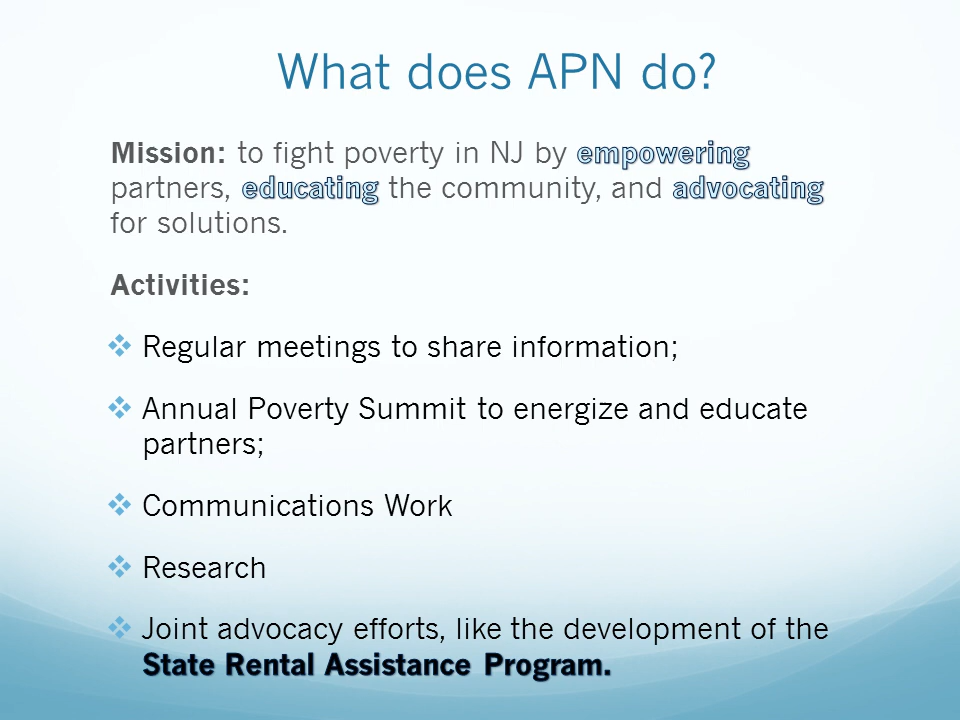 What does APN do?
Mission: to fight poverty in NJ by empowering
partners, educating the community, and advocating
for solutions.
Activities:
Regular meetings to share information;
Annual Poverty Summit to energize and educate
partners;
Communications Work
Research
Joint advocacy efforts, like the development of the
State Rental Assistance Program.